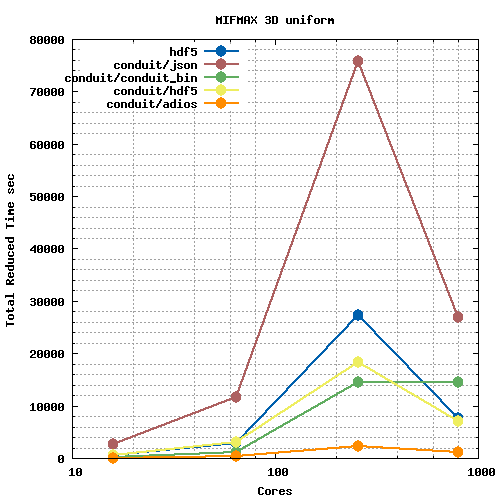 MIFMAX 3D uniform
80000
70000
60000
50000
40000
30000
20000
10000
0
hdf5
conduit/json
conduit/conduit_bin
conduit/hdf5
conduit/adios
Total Reduced Time sec
10
100
1000
Cores